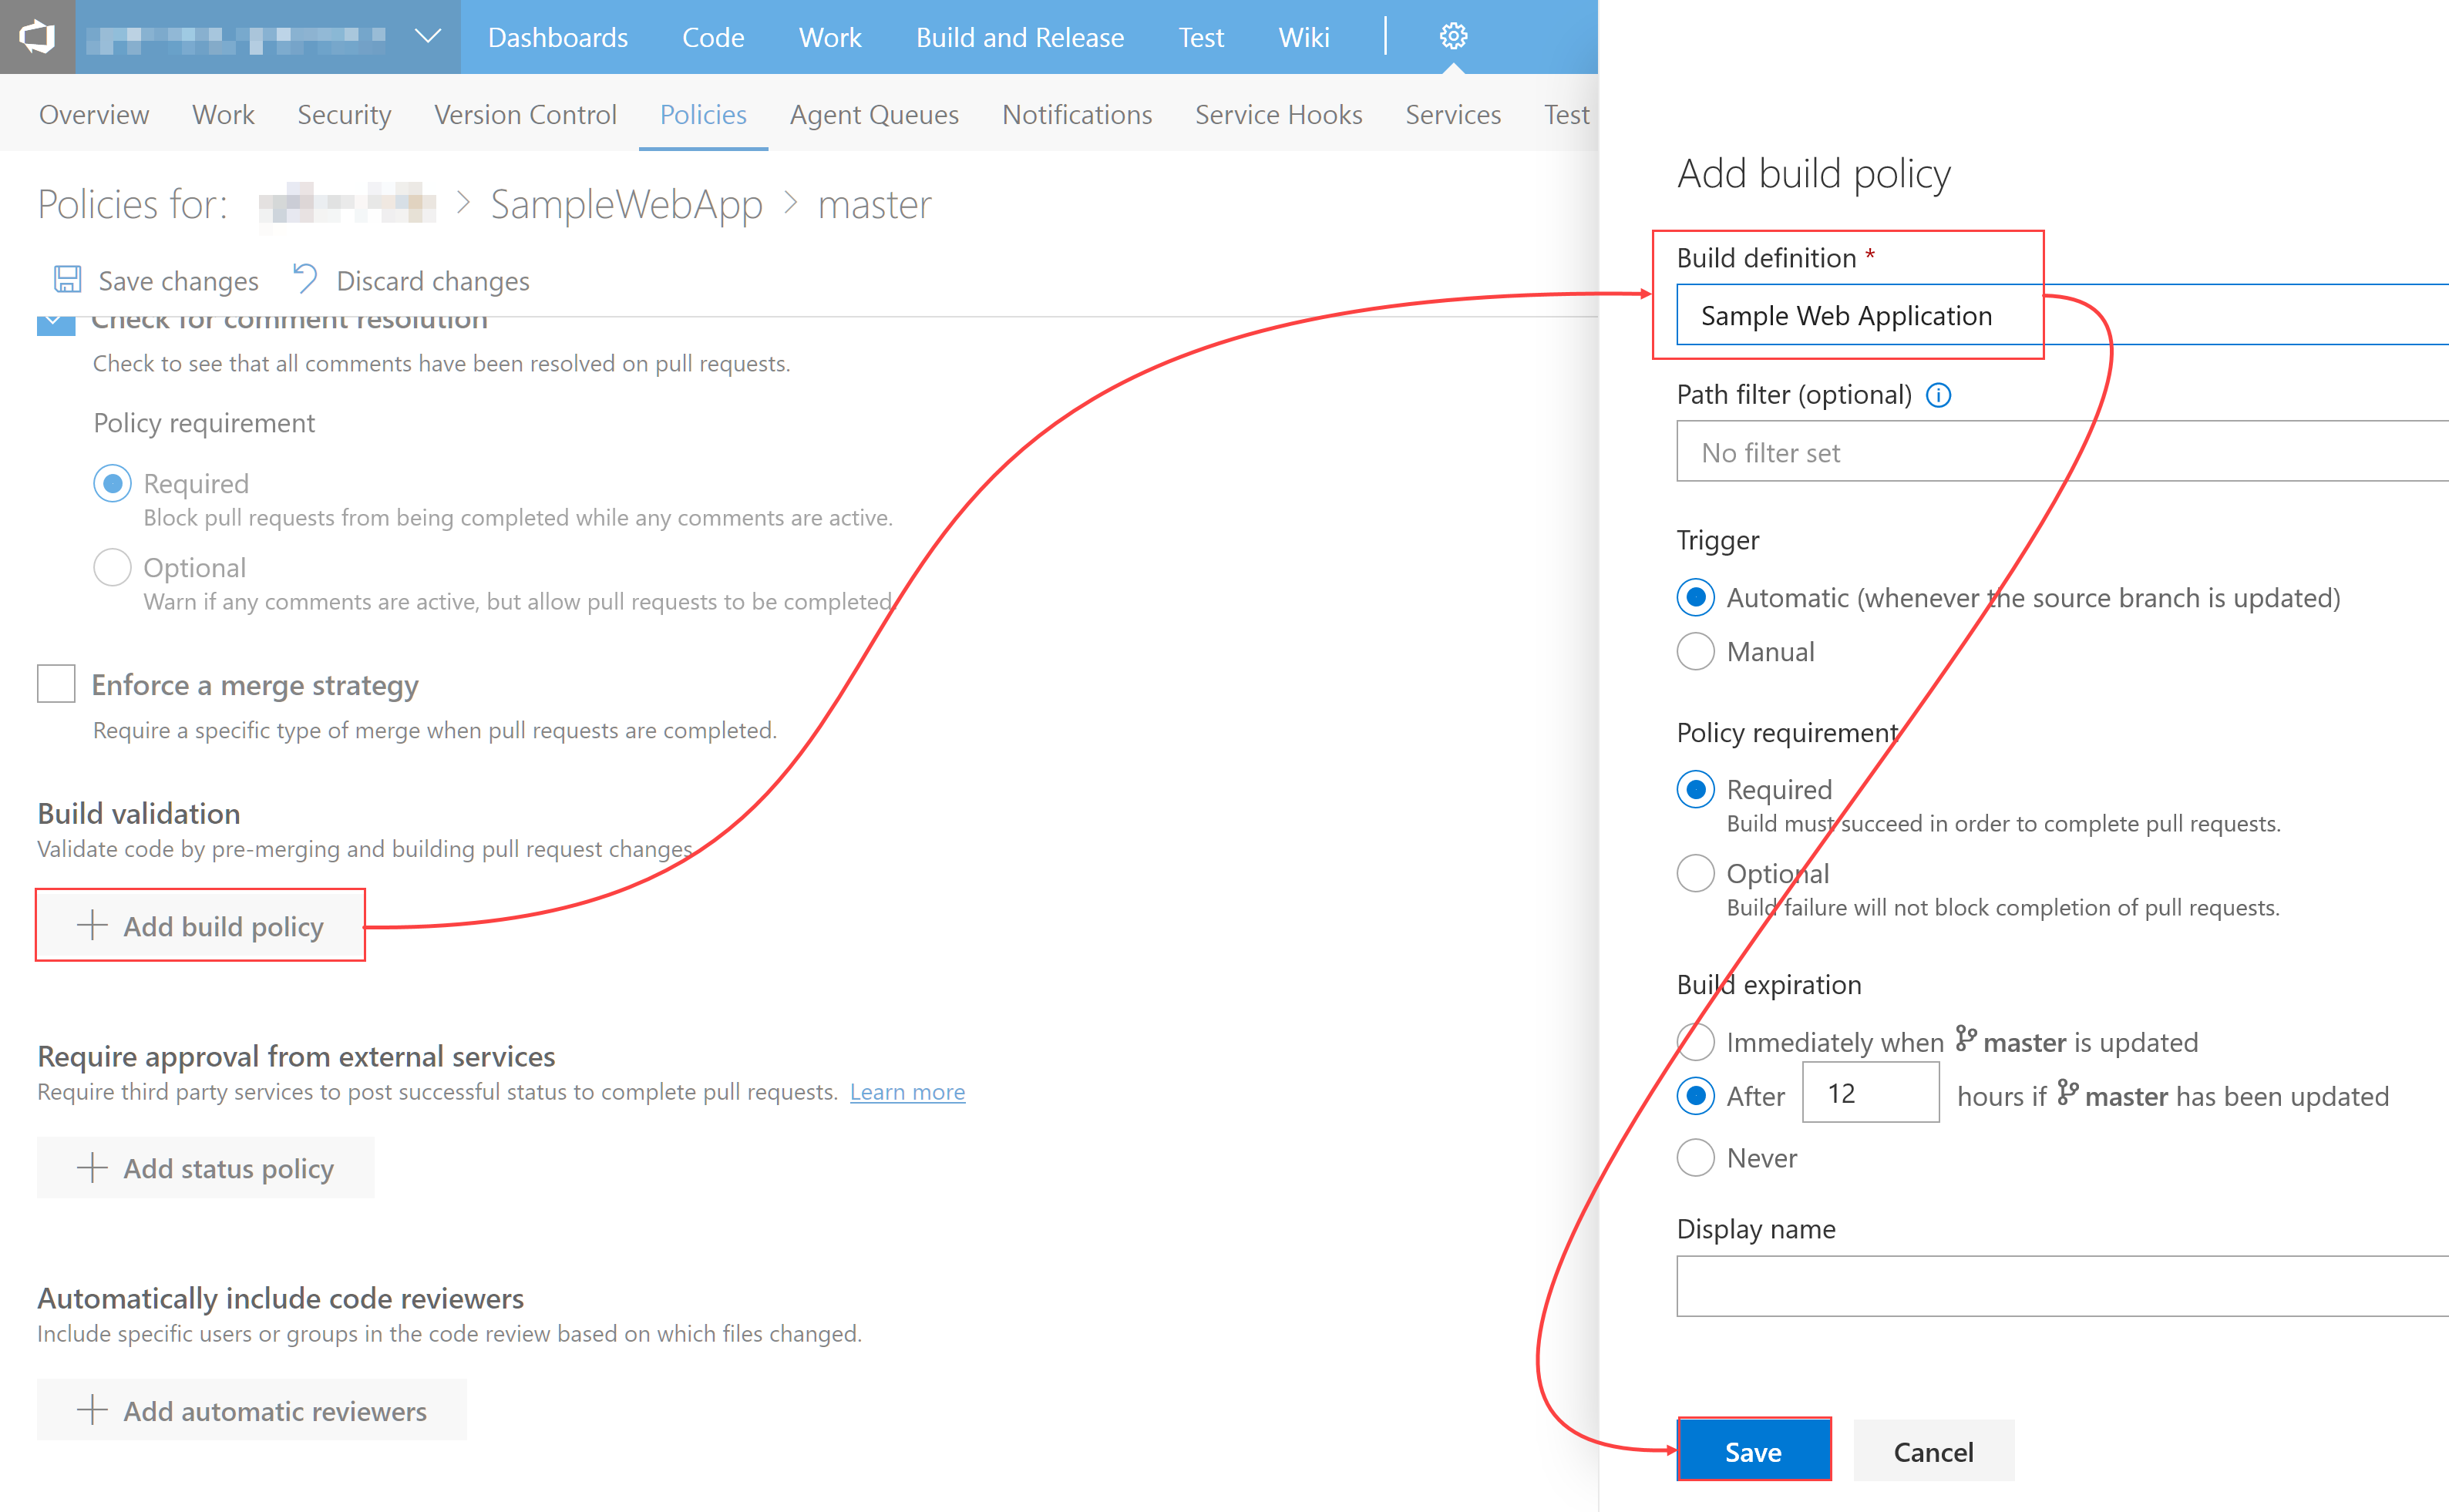 Dashboards Code Work Build and Release Test Wiki
Overview Work Security Version Control Policies Agent Queues Notifications Service Hooks Services Test
Policies for: > SampleWebApp > master
Save changes Discard changes
Check for comment resolution
Check to see that all comments have been resolved on pull requests.
Policy requirement
Required
Block pull requests from being completed while any comments are active.
Optional
Warn if any comments are active, but allow pull requests to be completed.
Enforce a merge strategy
Require a specific type of merge when pull requests are completed.
Build validation
Validate code by pre-merging and building pull request changes.
Add build policy
Require approval from external services
Require third party services to post successful status to complete pull requests. Learn more
Add status policy
Automatically include code reviewers
Include specific users or groups in the code review based on which files changed.
Add automatic reviewers
Add build policy
Build definition *
Sample Web Application
Path filter (optional)
No filter set
Trigger
Automatic (whenever the source branch is updated)
Manual
Policy requirement
Required
Build must succeed in order to complete pull requests.
Optional
Build failure will not block completion of pull requests.
Build expiration
Immediately when master is updated
After 12 hours if master has been updated
Never
Display name
Save Cancel